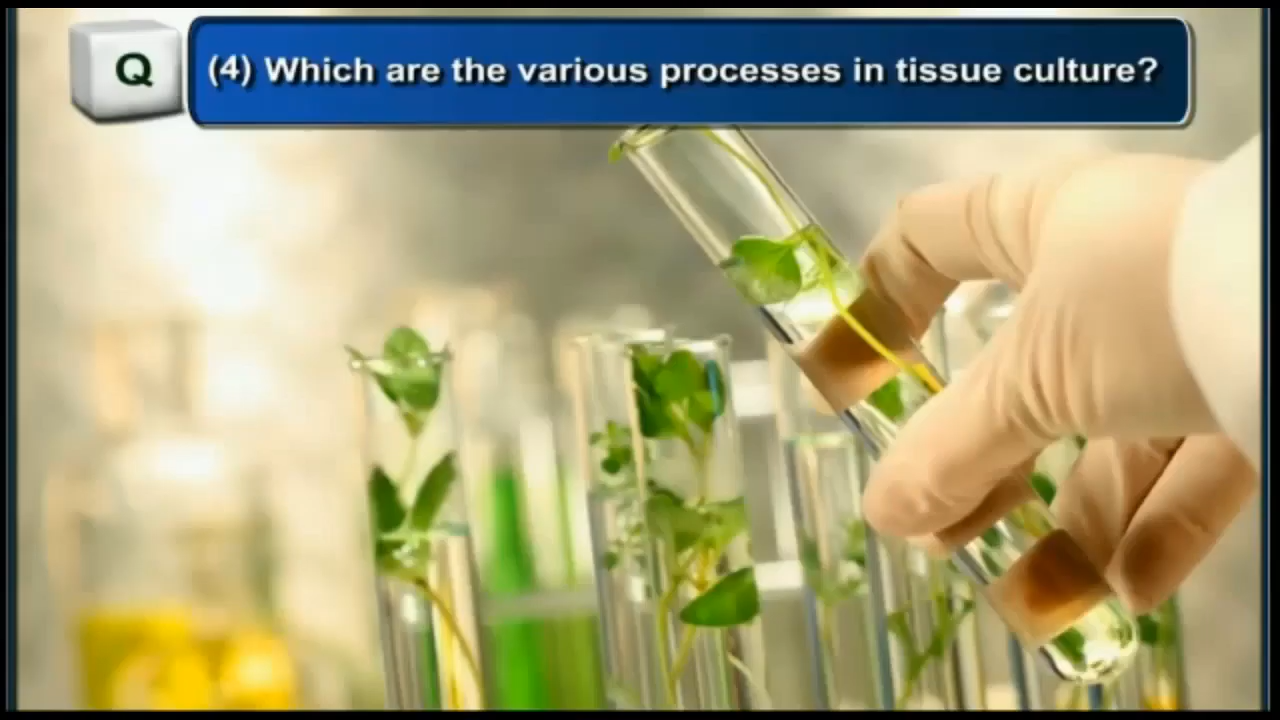 Q
(4) Which are the various processes in tissue culture?